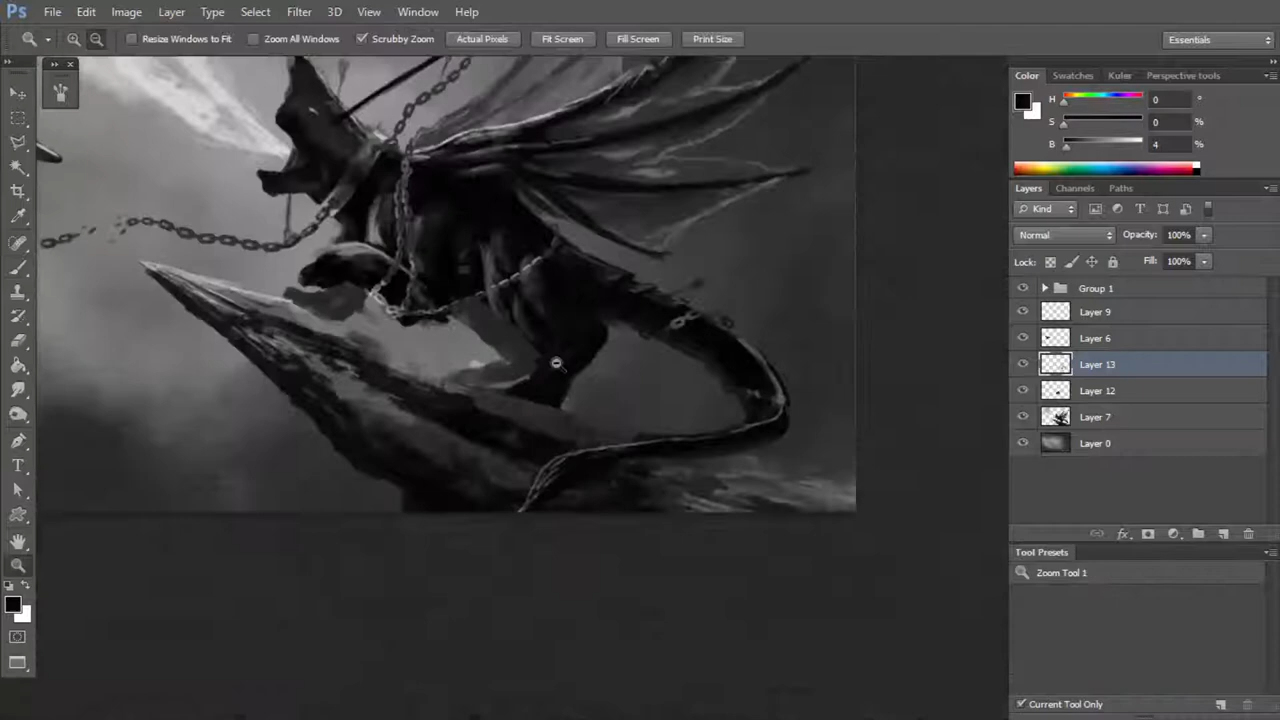 Ps File Edit Image Layer Type Select Filter 3D View Window Help
Resize Windows to Fit Zoom All Windows Scrubby Zoom Actual Pixels Fit Screen Fill Screen Print Size Essentials
Color Swatches Kuler Perspective tools
H 0 °
S 0 %
B 4 %
Layers Channels Paths
Kind
Normal Opacity: 100%
Lock: Fill: 100%
Group 1
Layer 9
Layer 6
Layer 13
Layer 12
Layer 7
Layer 0
Tool Presets
Zoom Tool 1
Current Tool Only